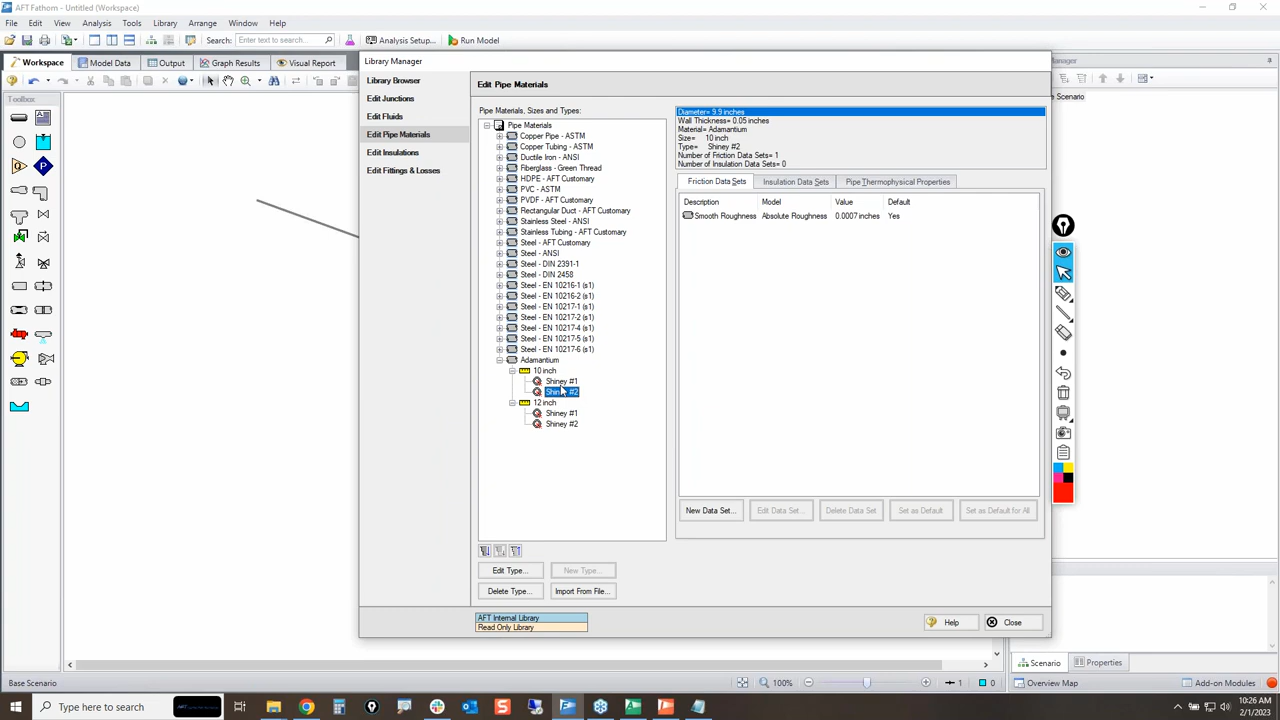 AFT Fathom - Untitled (Workspace)
File Edit View Analysis Tools Library Arrange Window Help
Search: Enter text to search... Analysis Setup... Run Model
Workspace Model Data Output Graph Results Visual Report
Toolbox
Library Manager
Library Browser
Edit Junctions
Edit Fluids
Edit Pipe Materials
Edit Insulations
Edit Fittings & Losses
Edit Pipe Materials
Pipe Materials, Sizes and Types:
Pipe Materials
Copper Pipe - ASTM
Copper Tubing - ASTM
Ductile Iron - ANSI
Fiberglass - Green Thread
HDPE - AFT Customary
PVC - ASTM
PVDF - AFT Customary
Rectangular Duct - AFT Customary
Stainless Steel - ANSI
Stainless Tubing - AFT Customary
Steel - AFT Customary
Steel - ANSI
Steel - DIN 2391-1
Steel - DIN 2458
Steel - EN 10216-1 (s1)
Steel - EN 10216-2 (s1)
Steel - EN 10217-1 (s1)
Steel - EN 10217-2 (s1)
Steel - EN 10217-4 (s1)
Steel - EN 10217-5 (s1)
Steel - EN 10217-6 (s1)
Adamantium
10 inch
Shiney #1
Shiney #2
12 inch
Shiney #1
Shiney #2
Edit Type... New Type...
Delete Type... Import From File...
AFT Internal Library
Read Only Library
Diameter= 9.9 inches
Wall Thickness= 0.05 inches
Material= Adamantium
Size= 10 inch
Type= Shiney #2
Number of Friction Data Sets= 1
Number of Insulation Data Sets= 0
Friction Data Sets Insulation Data Sets Pipe Thermophysical Properties
Description Model Value Default
Smooth Roughness Absolute Roughness 0.0007 inches Yes
New Data Set... Edit Data Set... Delete Data Set Set as Default Set as Default for All
Help Close
Scenario
Scenario Properties
Base Scenario 100% 1 0 Overview Map Add-on Modules
Type here to search
10:26 AM
2/1/2023